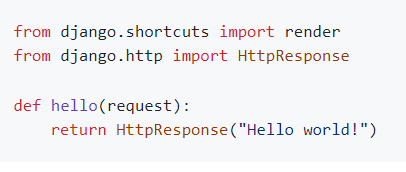 from django.shortcuts import render
from django.http import HttpResponse

def hello(request):
    return HttpResponse("Hello world!")